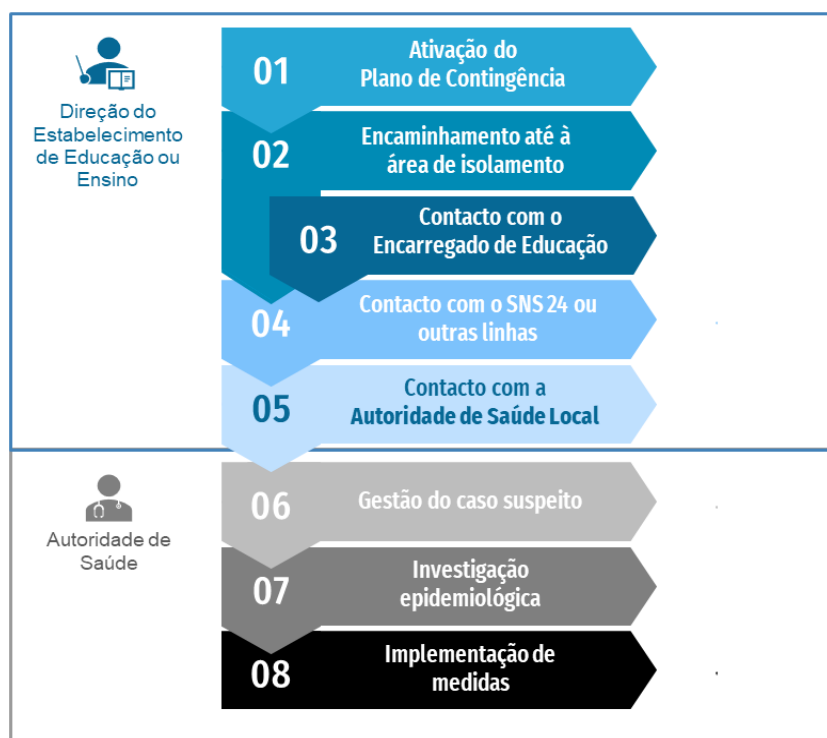 Direção do
Estabelecimento
de Educação ou
Ensino
01
Ativação do
Plano de Contingência
02
Encaminhamento até à
área de isolamento
03
Contacto com o
Encarregado de Educação
04
Contacto com o SNS 24 ou
outras linhas
05
Contacto com a
Autoridade de Saúde Local
Autoridade de
Saúde
06
Gestão do caso suspeito
07
Investigação
epidemiológica
08
Implementação de
medidas